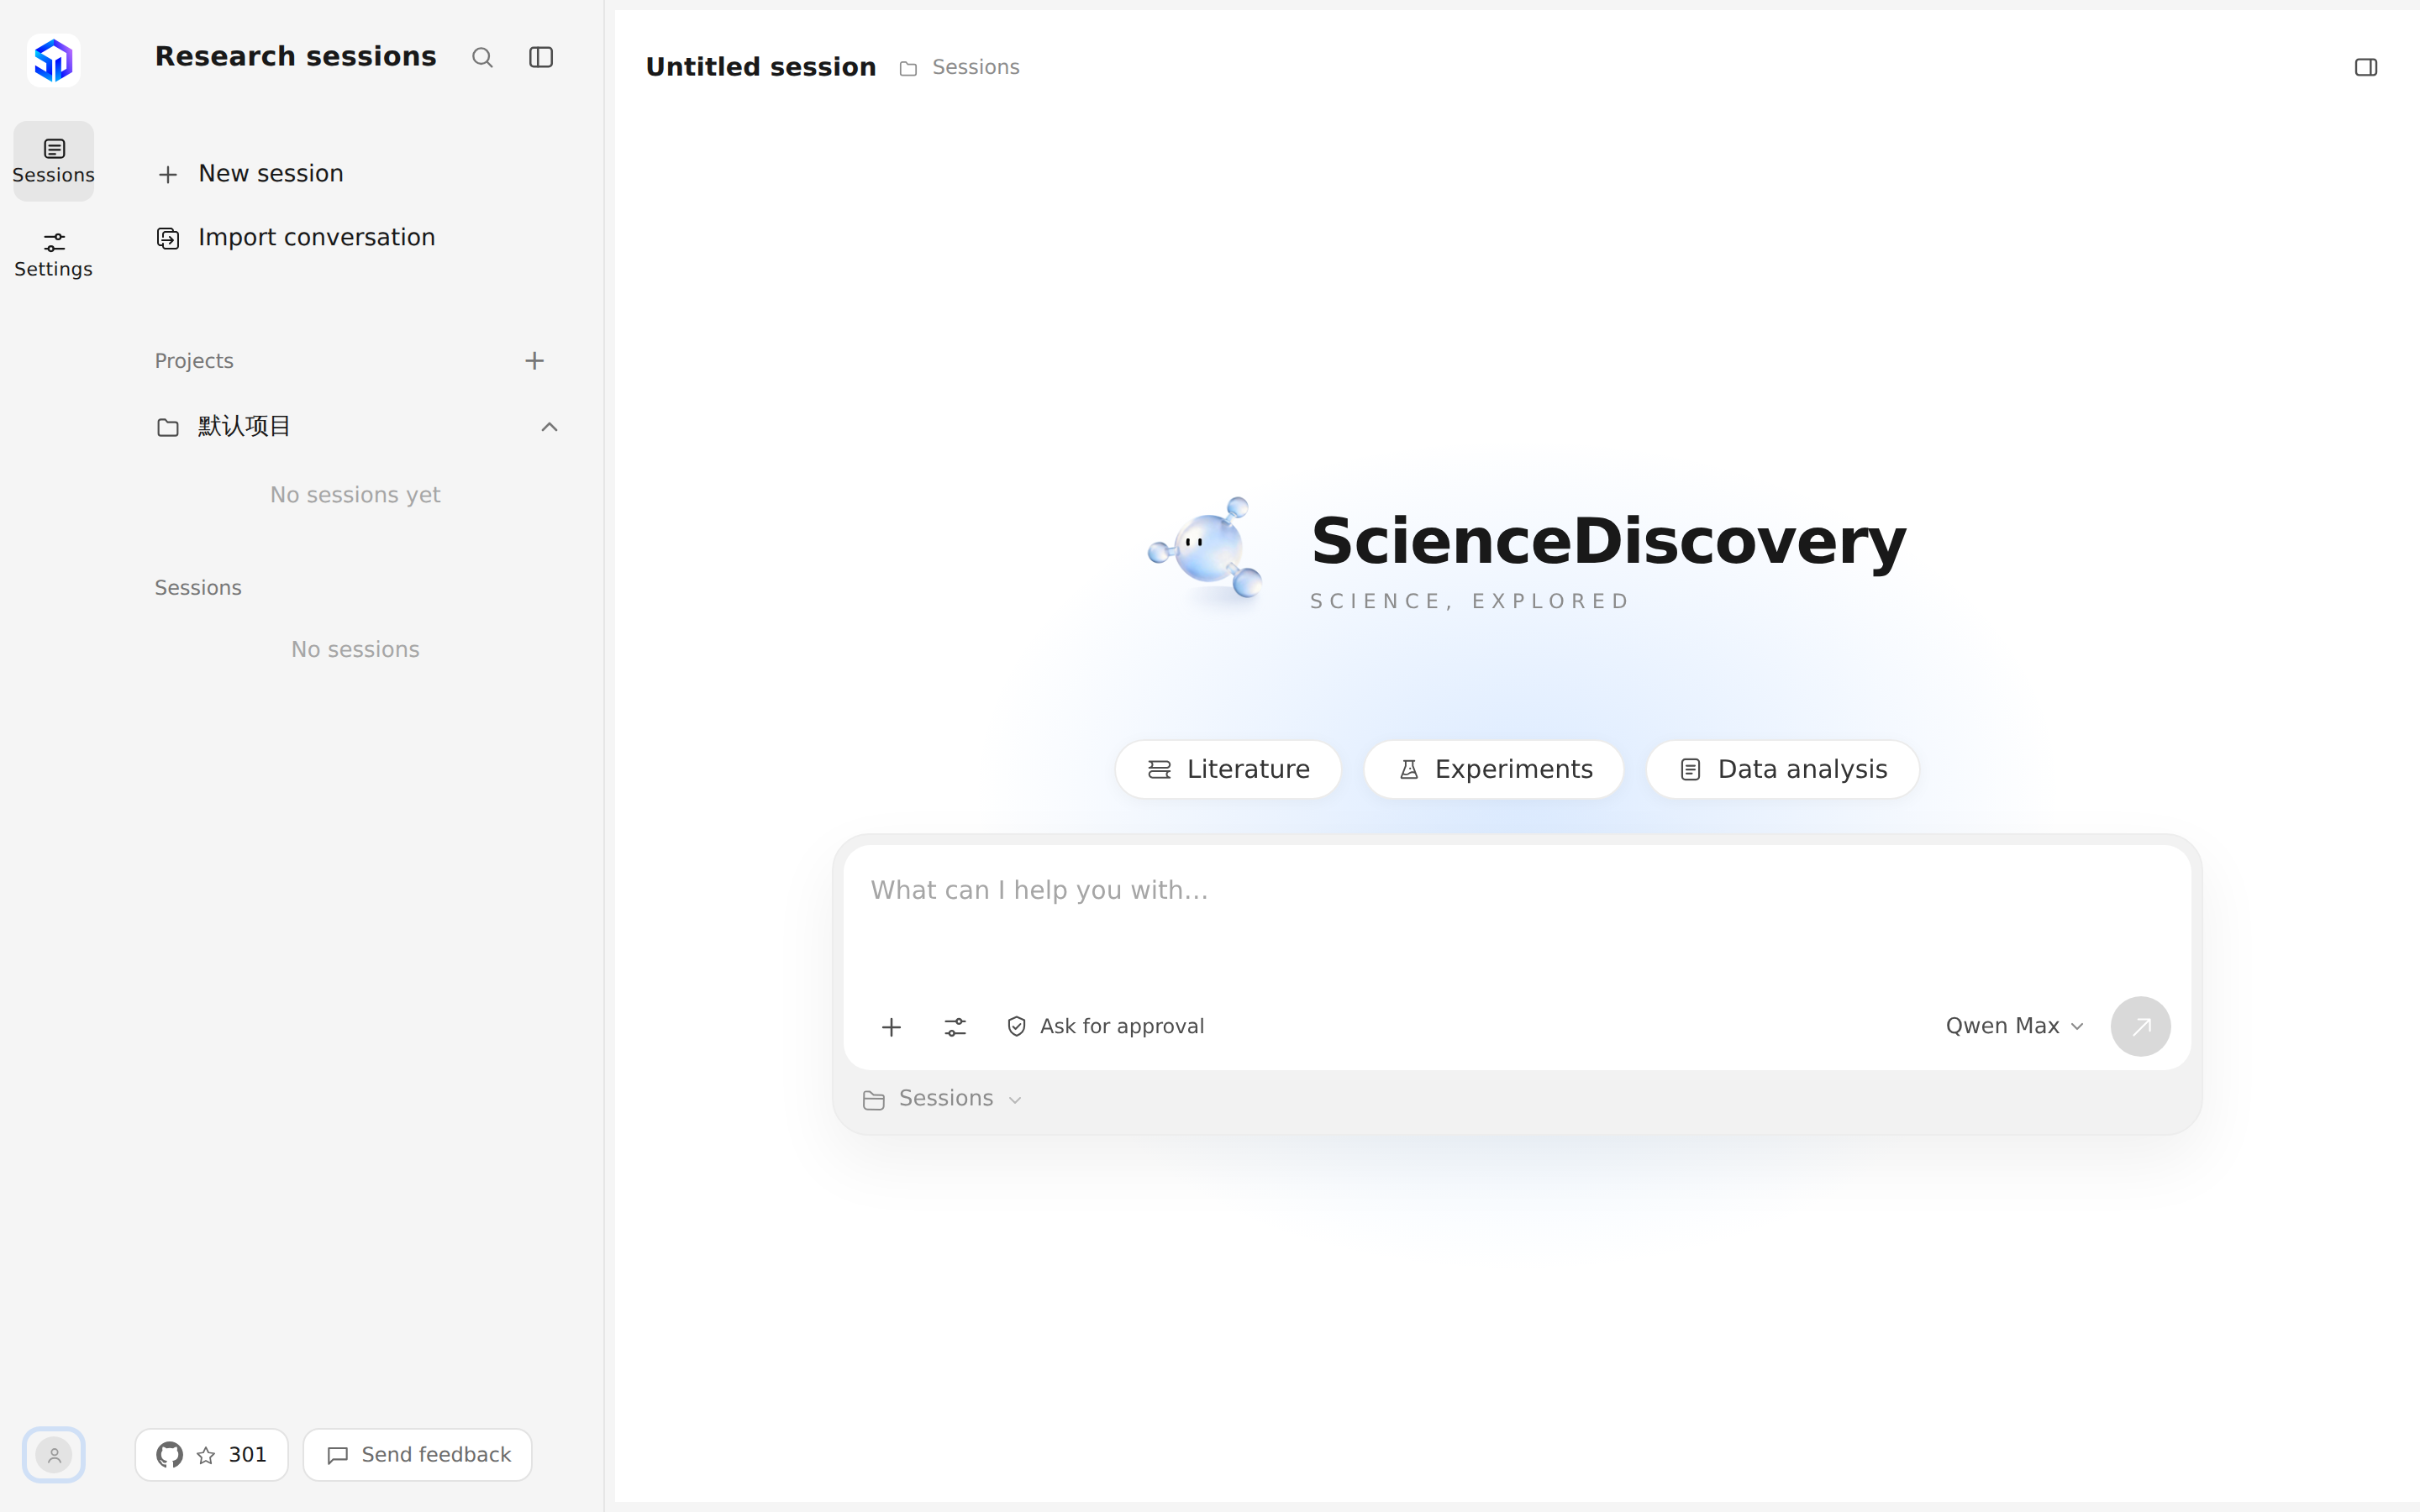 Research sessions
Sessions
Settings
New session
Import conversation
Projects
默认项目
No sessions yet
Sessions
No sessions
301
Send feedback
Untitled session
Sessions
ScienceDiscovery
SCIENCE, EXPLORED
Literature
Experiments
Data analysis
What can I help you with...
Ask for approval
Qwen Max
Sessions